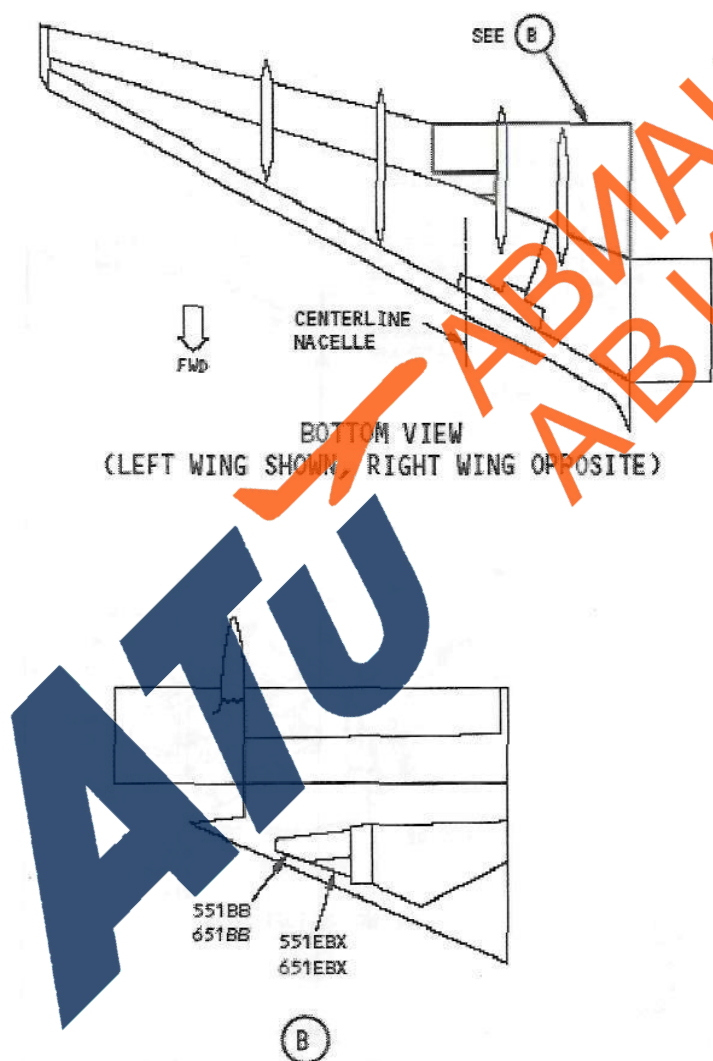 SEE B
CENTERLINE
NACELLE
FWD
BOTTOM VIEW
(LEFT WING SHOWN, RIGHT WING OPPOSITE)
ATU
551BB
651BB
551EBX
651EBX
B